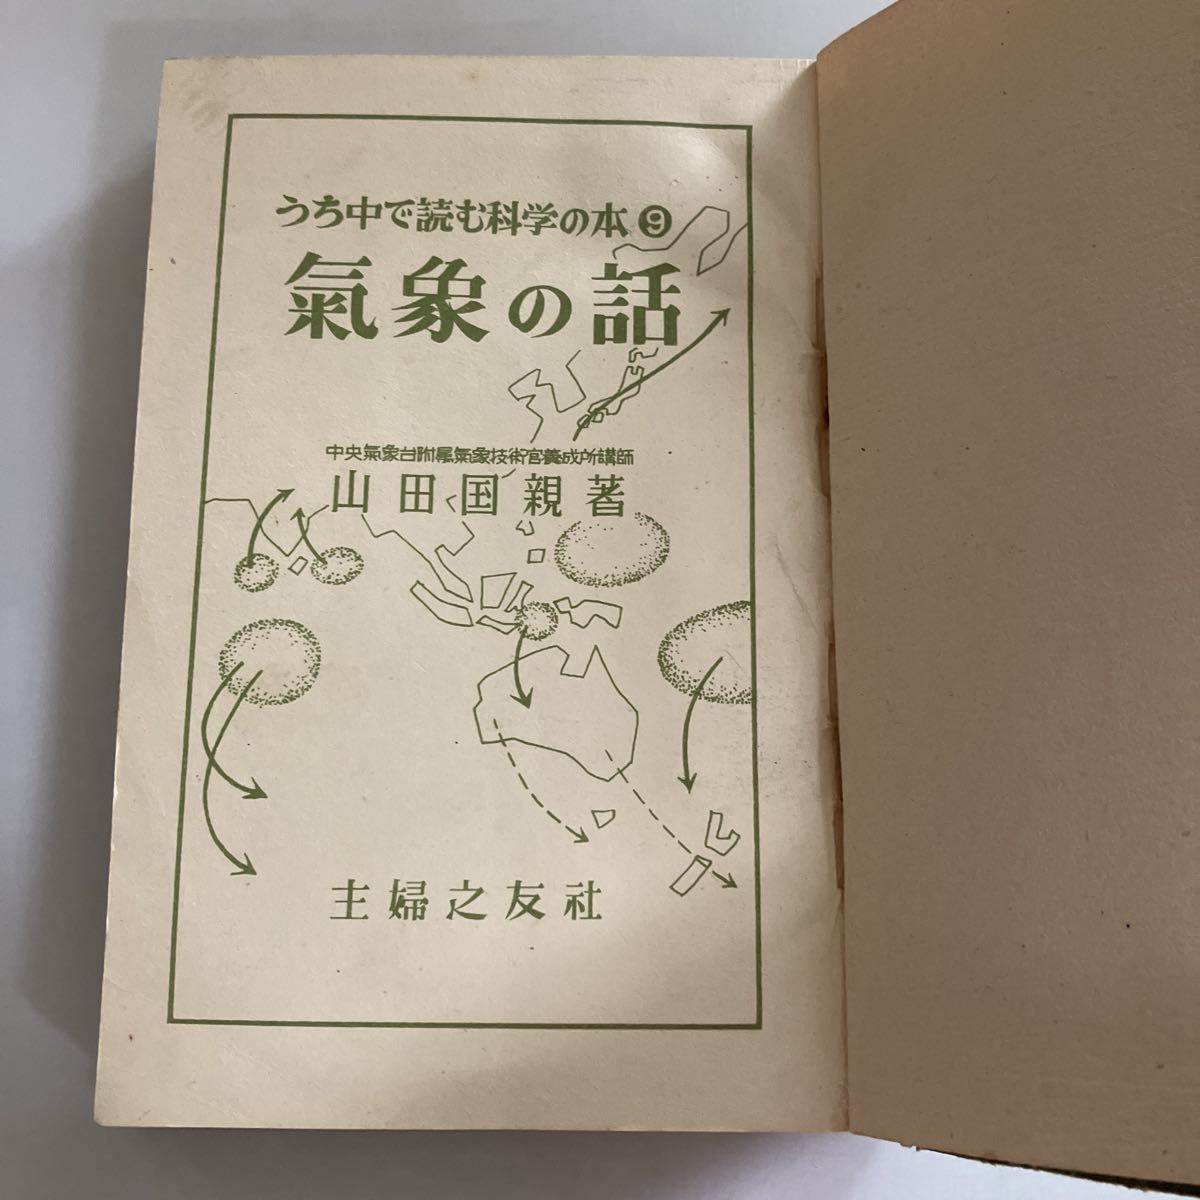 うち中で読む科学の本❾
氣象の話
中央氣象台附属氣象技術官養成所講師
山田国親著
主婦之友社